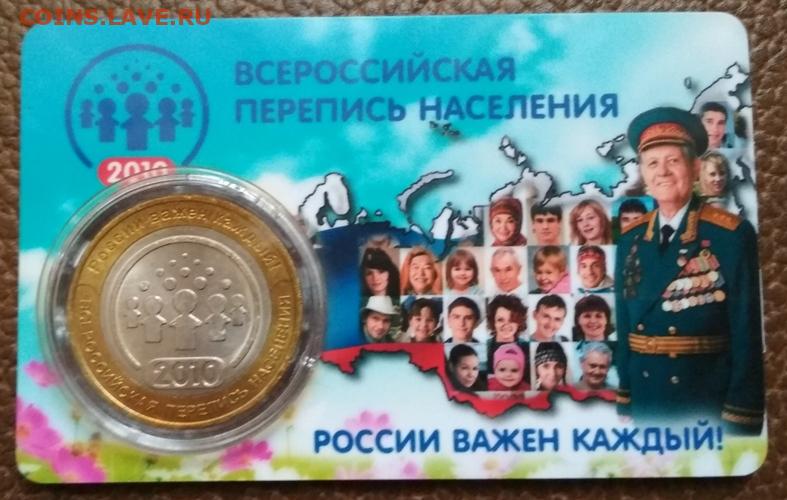 COINS.LAVE.RU
ВСЕРОССИЙСКАЯ
ПЕРЕПИСЬ НАСЕЛЕНИЯ
2010
России важен каждый!
2010
ВСЕРОССИЙСКАЯ ПЕРЕПИСЬ НАСЕЛЕНИЯ
РОССИИ ВАЖЕН КАЖДЫЙ!